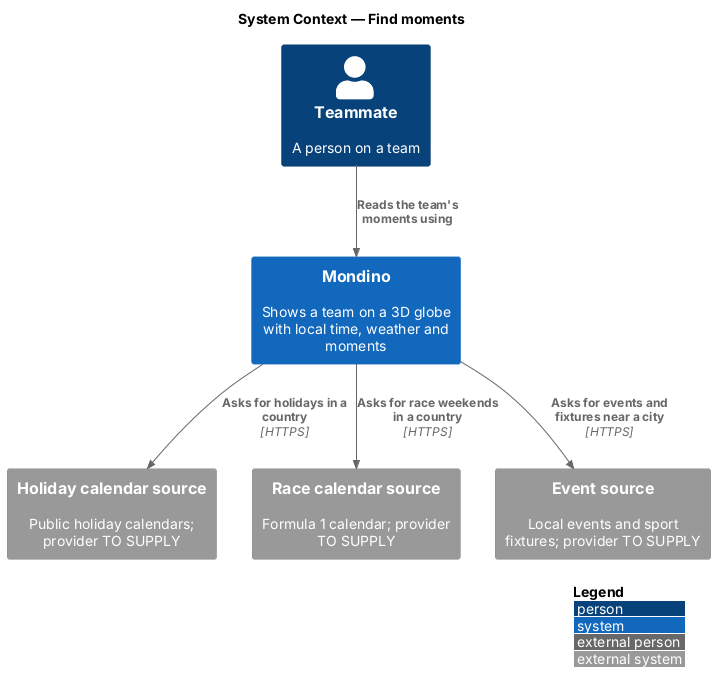 System Context — Find moments
Teammate
A person on a team
Reads the team's
moments using
Mondino
Shows a team on a 3D globe
with local time, weather and
moments
Asks for holidays in a
country
[HTTPS]
Asks for race weekends
in a country
[HTTPS]
Asks for events and
fixtures near a city
[HTTPS]
Holiday calendar source
Public holiday calendars;
provider TO SUPPLY
Race calendar source
Formula 1 calendar; provider
TO SUPPLY
Event source
Local events and sport
fixtures; provider TO SUPPLY
Legend
person
system
external person
external system